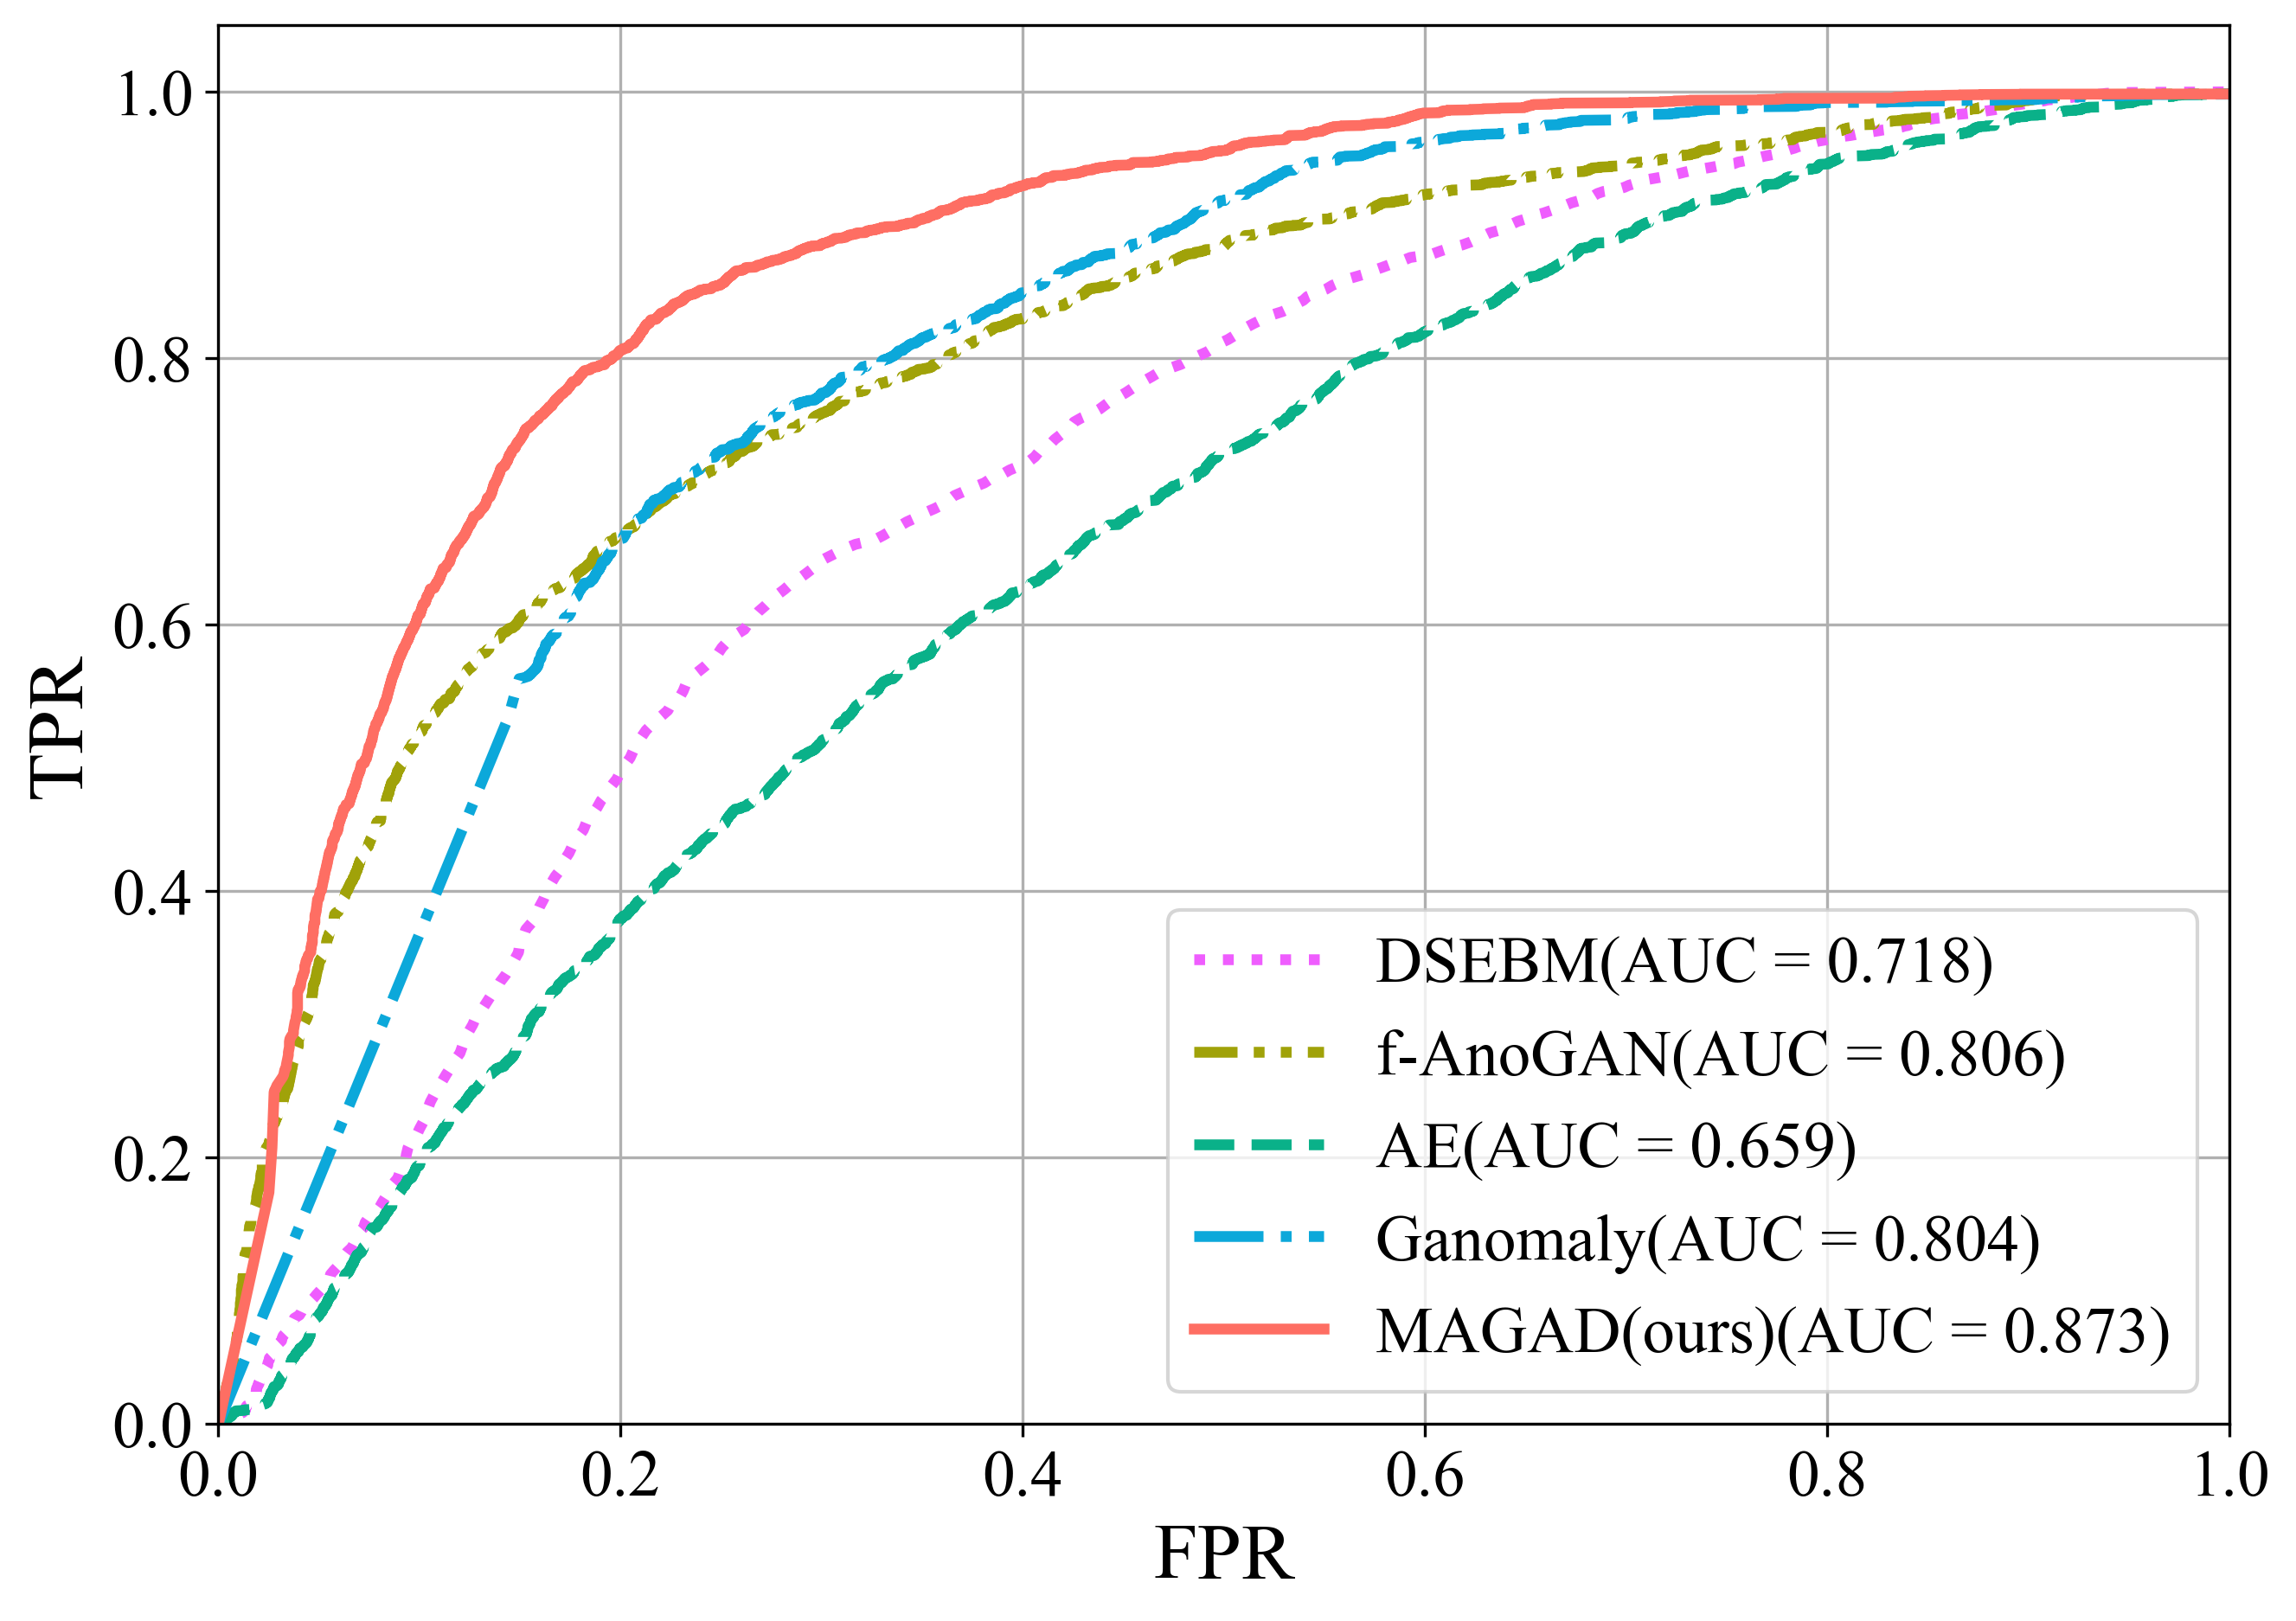 1.0
0.8
0.6
0.4
0.2
0.0
TPR
0.0 0.2 0.4 0.6 0.8 1.0
FPR
DSEBM(AUC = 0.718)
f-AnoGAN(AUC = 0.806)
AE(AUC = 0.659)
Ganomaly(AUC = 0.804)
MAGAD(ours)(AUC = 0.873)